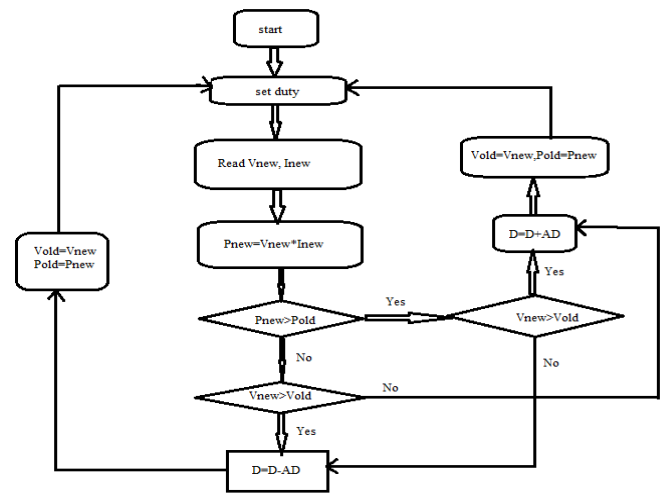 start
set duty
Read Vnew, Inew
Vold=Vnew,Pold=Pnew
Pnew=Vnew*Inew
D=D+AD
Vold=Vnew
Pold=Pnew
Yes
Pnew>Pold
Yes
Vnew>Vold
No
No
Vnew>Vold
No
Yes
D=D-AD